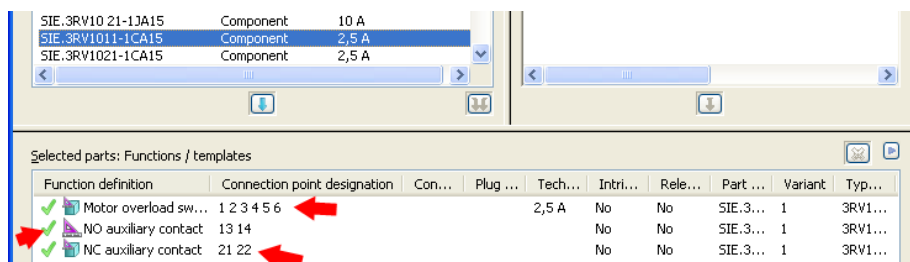 SIE.3RV10 21-1JA15 Component 10 A
SIE.3RV1011-1CA15 Component 2,5 A
SIE.3RV1021-1CA15 Component 2,5 A
Selected parts: Functions / templates
Function definition Connection point designation Con... Plug ... Tech... Intri... Rele... Part ... Variant Typ...
Motor overload sw... 1 2 3 4 5 6 2,5 A No No SIE.3... 1 3RV1...
NO auxiliary contact 13 14 No No SIE.3... 1 3RV1...
NC auxiliary contact 21 22 No No SIE.3... 1 3RV1...